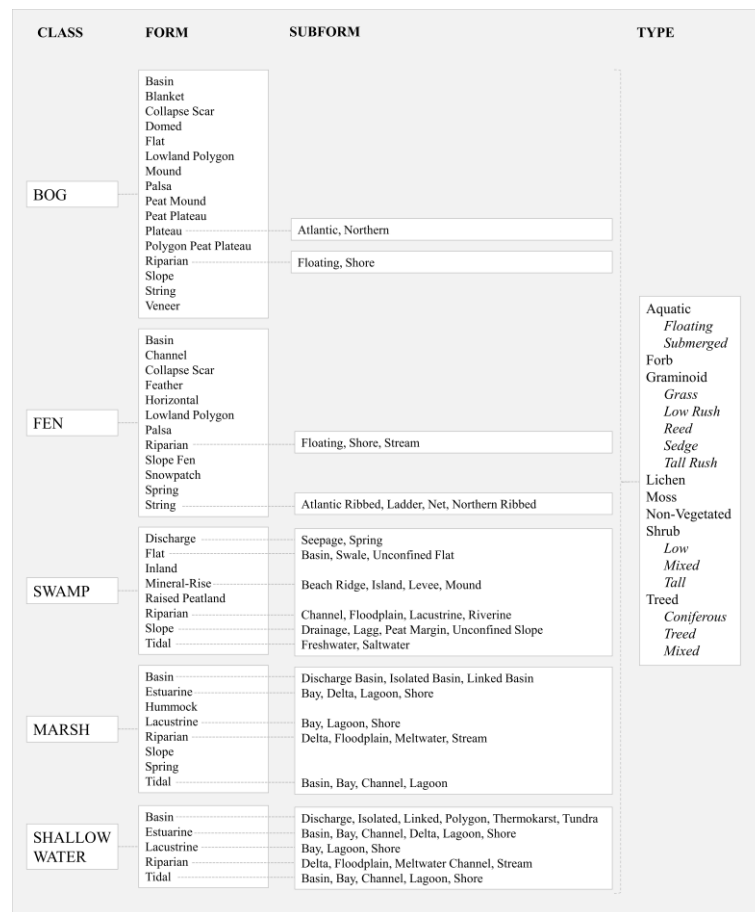 CLASS FORM SUBFORM TYPE
BOG
Basin
Blanket
Collapse Scar
Domed
Flat
Lowland Polygon
Mound
Palsa
Peat Mound
Peat Plateau
Plateau
Polygon Peat Plateau
Riparian
Slope
String
Veneer
Atlantic, Northern
Floating, Shore
FEN
Basin
Channel
Collapse Scar
Feather
Horizontal
Lowland Polygon
Palsa
Riparian
Slope Fen
Snowpatch
Spring
String
Floating, Shore, Stream
Atlantic Ribbed, Ladder, Net, Northern Ribbed
SWAMP
Discharge
Flat
Inland
Mineral-Rise
Raised Peatland
Riparian
Slope
Tidal
Seepage, Spring
Basin, Swale, Unconfined Flat
Beach Ridge, Island, Levee, Mound
Channel, Floodplain, Lacustrine, Riverine
Drainage, Lagg, Peat Margin, Unconfined Slope
Freshwater, Saltwater
MARSH
Basin
Estuarine
Hummock
Lacustrine
Riparian
Slope
Spring
Tidal
Discharge Basin, Isolated Basin, Linked Basin
Bay, Delta, Lagoon, Shore
Bay, Lagoon, Shore
Delta, Floodplain, Meltwater, Stream
Basin, Bay, Channel, Lagoon
SHALLOW
WATER
Basin
Estuarine
Lacustrine
Riparian
Tidal
Discharge, Isolated, Linked, Polygon, Thermokarst, Tundra
Basin, Bay, Channel, Delta, Lagoon, Shore
Bay, Lagoon, Shore
Delta, Floodplain, Meltwater Channel, Stream
Basin, Bay, Channel, Lagoon, Shore
Aquatic
Floating
Submerged
Forb
Graminoid
Grass
Low Rush
Reed
Sedge
Tall Rush
Lichen
Moss
Non-Vegetated
Shrub
Low
Mixed
Tall
Treed
Coniferous
Treed
Mixed